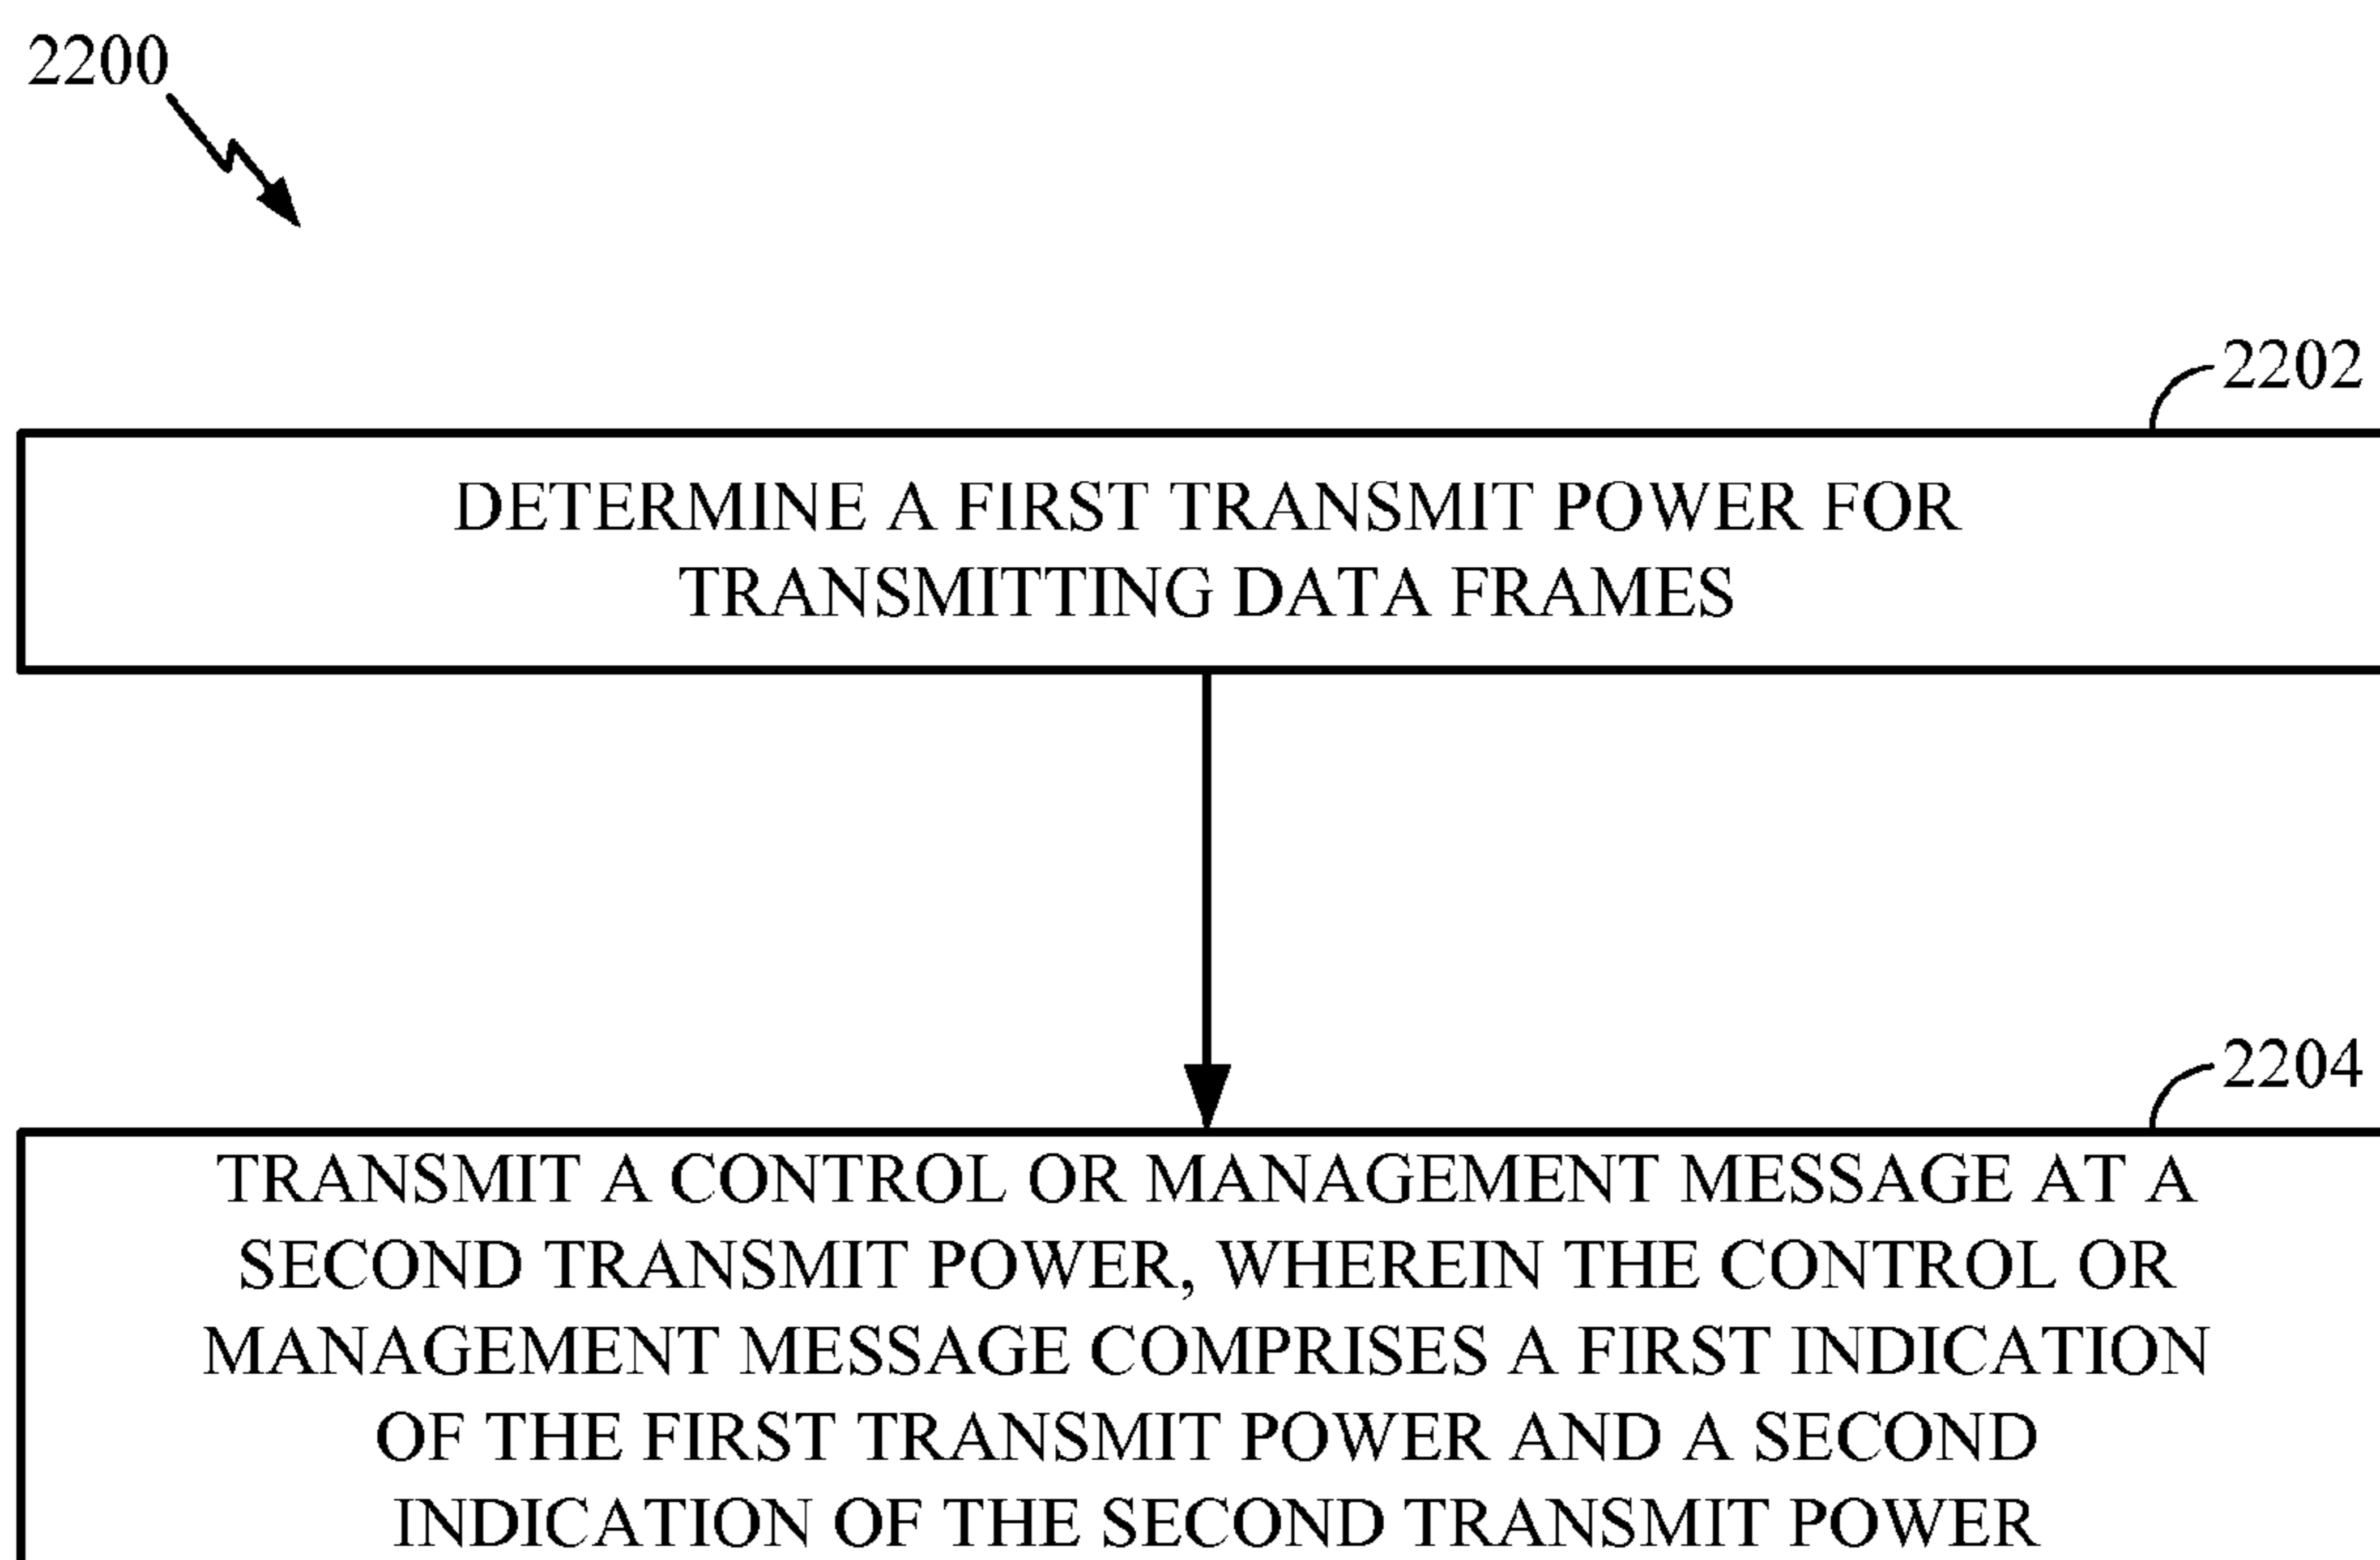 2200
2202
DETERMINE A FIRST TRANSMIT POWER FOR
TRANSMITTING DATA FRAMES
2204
TRANSMIT A CONTROL OR MANAGEMENT MESSAGE AT A
SECOND TRANSMIT POWER, WHEREIN THE CONTROL OR
MANAGEMENT MESSAGE COMPRISES A FIRST INDICATION
OF THE FIRST TRANSMIT POWER AND A SECOND
INDICATION OF THE SECOND TRANSMIT POWER